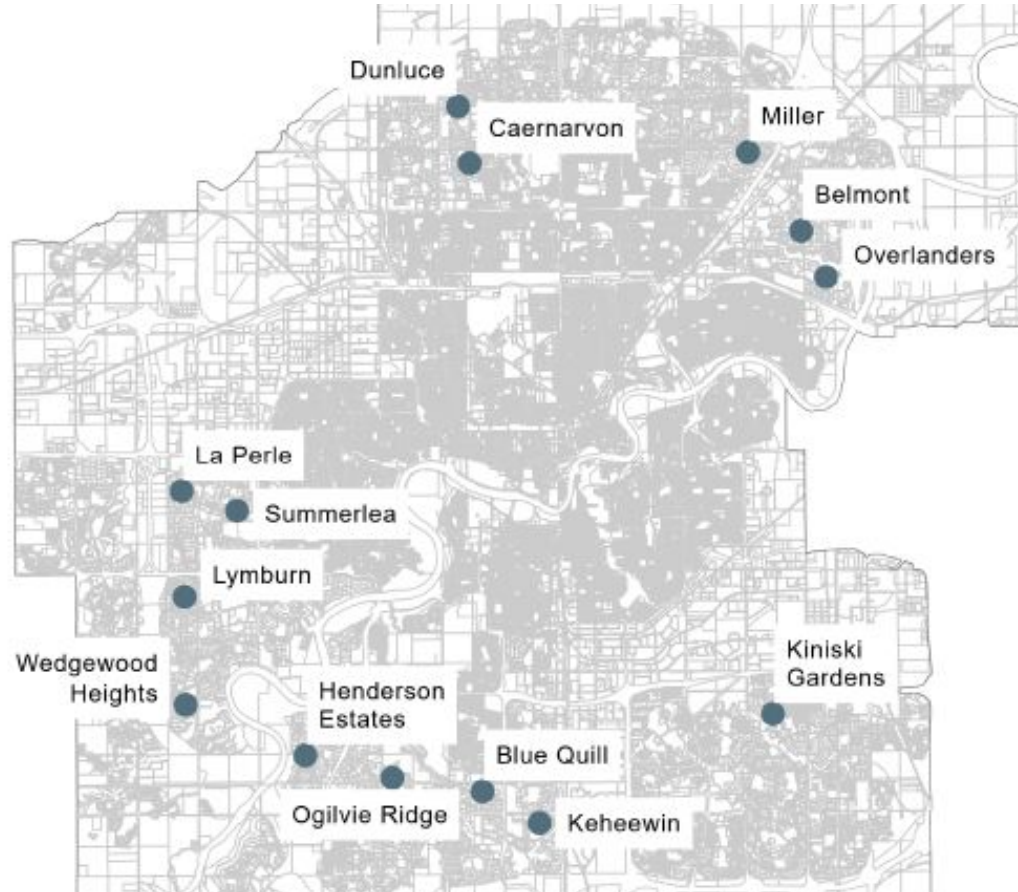 Dunluce
Caernarvon
Miller
Belmont
Overlanders
La Perle
Summerlea
Lymburn
Wedgewood
Heights
Henderson
Estates
Kiniski
Gardens
Blue Quill
Ogilvie Ridge
Keheewin